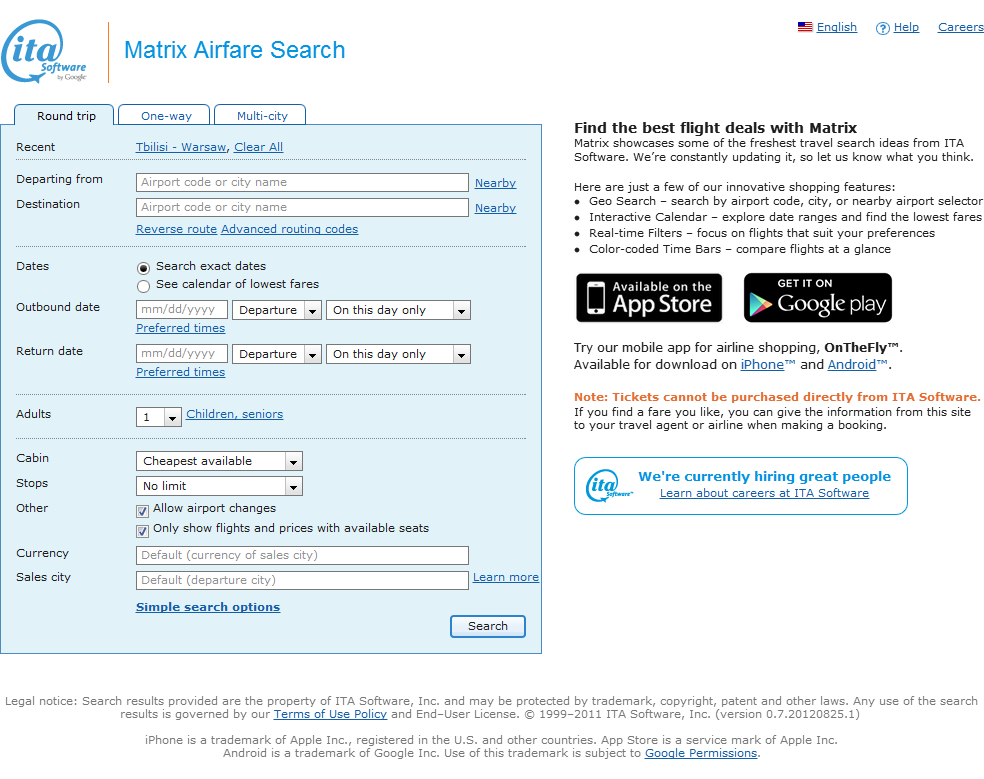 ita
Software
by Google
Matrix Airfare Search
English
? Help
Careers
Round trip
One-way
Multi-city
Recent
Tbilisi - Warsaw, Clear All
Departing from
Airport code or city name
Nearby
Destination
Airport code or city name
Nearby
Reverse route Advanced routing codes
Dates
Search exact dates
See calendar of lowest fares
Outbound date
mm/dd/yyyy
Departure
On this day only
Preferred times
Return date
mm/dd/yyyy
Departure
On this day only
Preferred times
Adults
1
Children, seniors
Cabin
Cheapest available
Stops
No limit
Other
Allow airport changes
Only show flights and prices with available seats
Currency
Default (currency of sales city)
Sales city
Default (departure city)
Learn more
Simple search options
Search
Find the best flight deals with Matrix
Matrix showcases some of the freshest travel search ideas from ITA
Software. We're constantly updating it, so let us know what you think.
Here are just a few of our innovative shopping features:
• Geo Search – search by airport code, city, or nearby airport selector
• Interactive Calendar – explore date ranges and find the lowest fares
• Real-time Filters – focus on flights that suit your preferences
• Color-coded Time Bars – compare flights at a glance
Available on the
App Store
GET IT ON
Google play
Try our mobile app for airline shopping, OnTheFly™.
Available for download on iPhone™ and Android™.
Note: Tickets cannot be purchased directly from ITA Software.
If you find a fare you like, you can give the information from this site
to your travel agent or airline when making a booking.
ita
Software™
We're currently hiring great people
Learn about careers at ITA Software
Legal notice: Search results provided are the property of ITA Software, Inc. and may be protected by trademark, copyright, patent and other laws. Any use of the search
results is governed by our Terms of Use Policy and End–User License. © 1999–2011 ITA Software, Inc. (version 0.7.20120825.1)
iPhone is a trademark of Apple Inc., registered in the U.S. and other countries. App Store is a service mark of Apple Inc.
Android is a trademark of Google Inc. Use of this trademark is subject to Google Permissions.